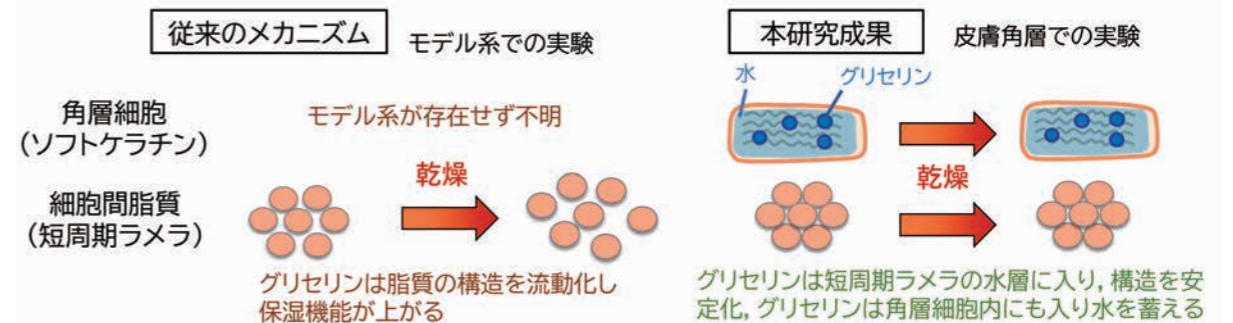 従来のメカニズム
モデル系での実験
本研究成果
皮膚角層での実験
水
グリセリン
角層細胞
(ソフトケラチン)
モデル系が存在せず不明
細胞間脂質
(短周期ラメラ)
乾燥
乾燥
グリセリンは脂質の構造を流動化し
保湿機能が上がる
グリセリンは短周期ラメラの水層に入り,構造を安
定化,グリセリンは角層細胞内にも入り水を蓄える